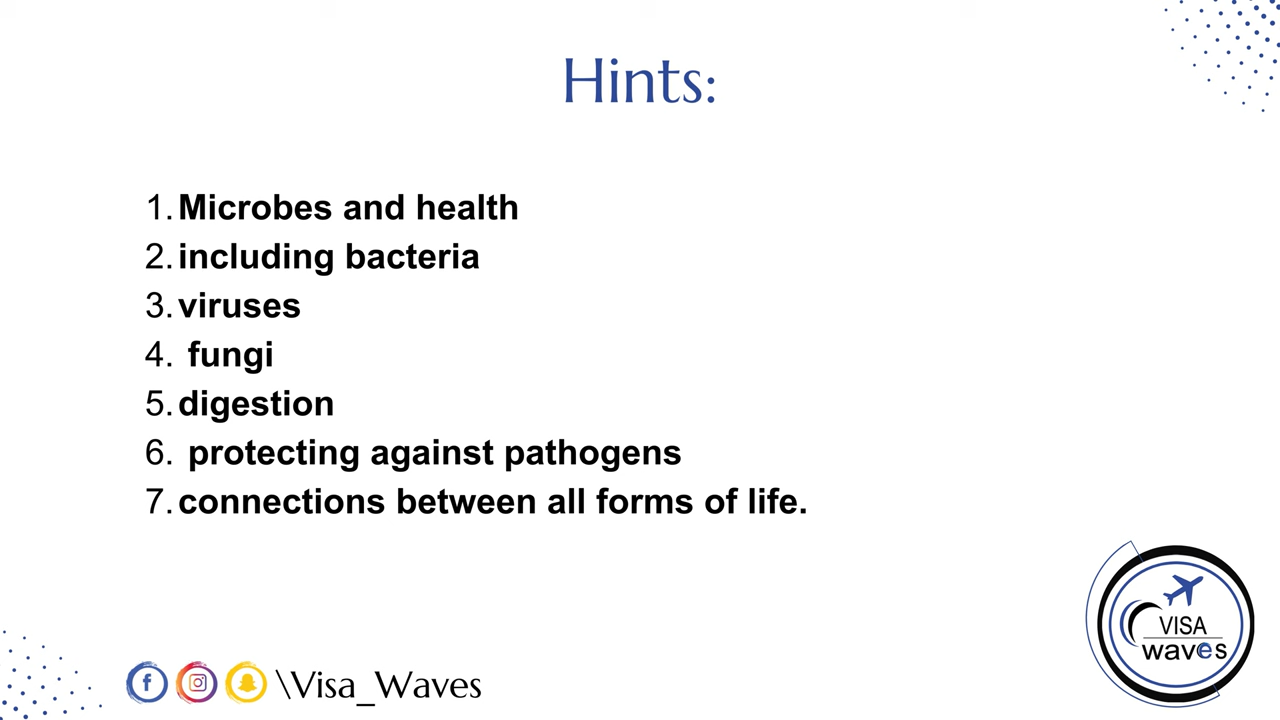 Hints:
1. Microbes and health
2. including bacteria
3. viruses
4. fungi
5. digestion
6. protecting against pathogens
7. connections between all forms of life.
VISA
waves
\Visa_Waves